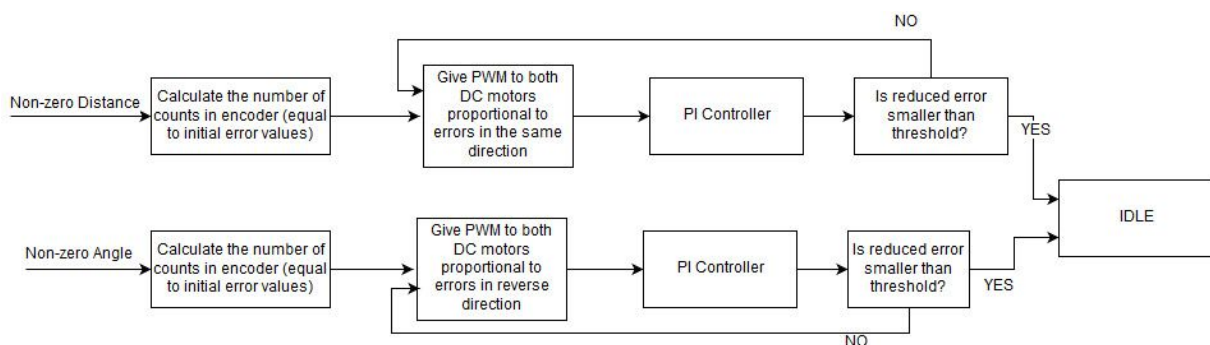 NO
Non-zero Distance
Calculate the number of
counts in encoder (equal
to initial error values)
Give PWM to both
DC motors
proportional to
errors in the same
direction
PI Controller
Is reduced error
smaller than
threshold?
YES
IDLE
Non-zero Angle
Calculate the number of
counts in encoder (equal
to initial error values)
Give PWM to both
DC motors
proportional to
errors in reverse
direction
PI Controller
Is reduced error
smaller than
threshold?
YES
NO